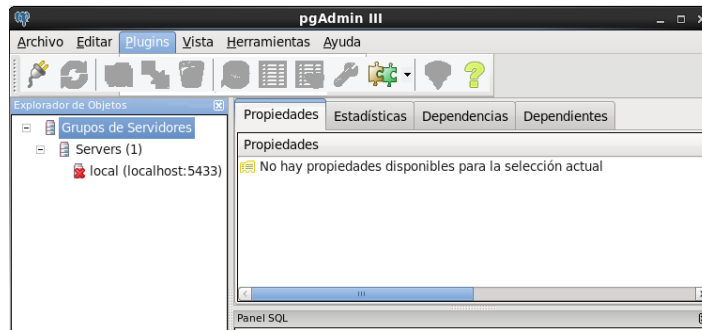 pgAdmin III
Archivo Editar Plugins Vista Herramientas Ayuda
Explorador de Objetos
Grupos de Servidores
Servers (1)
local (localhost:5433)
Propiedades Estadísticas Dependencias Dependientes
Propiedades
No hay propiedades disponibles para la selección actual
Panel SQL